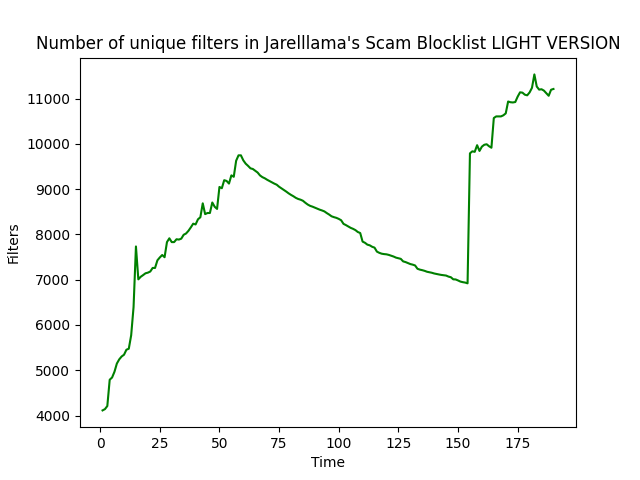 Number of unique filters in Jarelllama's Scam Blocklist LIGHT VERSION
11000
10000
9000
8000
7000
6000
5000
4000
Filters
0 25 50 75 100 125 150 175
Time